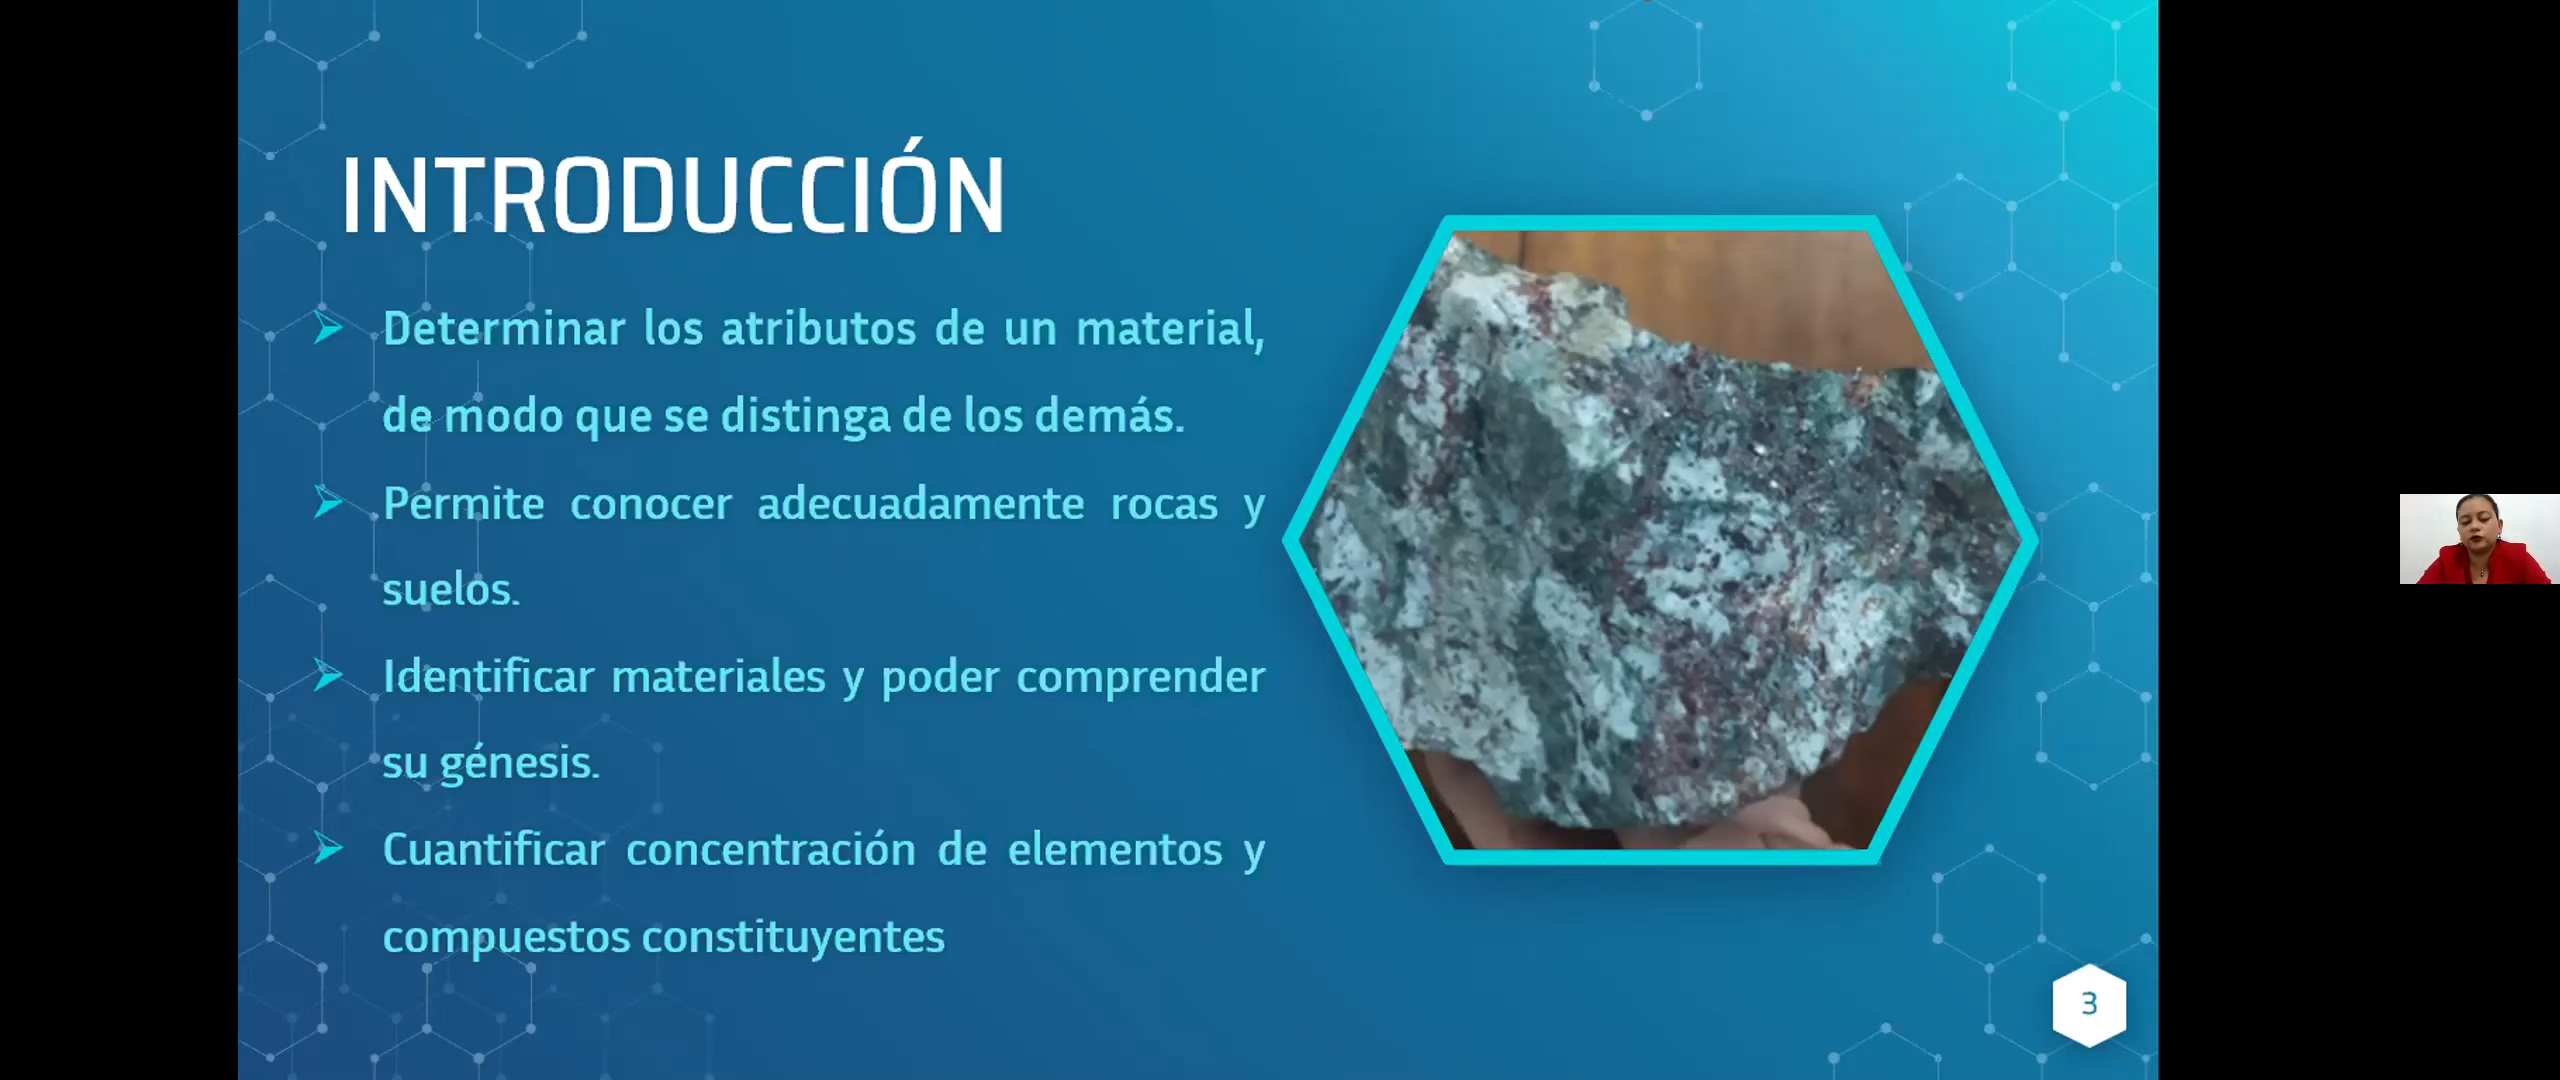 INTRODUCCIÓN
Determinar los atributos de un material,
de modo que se distinga de los demás.
Permite conocer adecuadamente rocas y
suelos.
Identificar materiales y poder comprender
su génesis.
Cuantificar concentración de elementos y
compuestos constituyentes
3